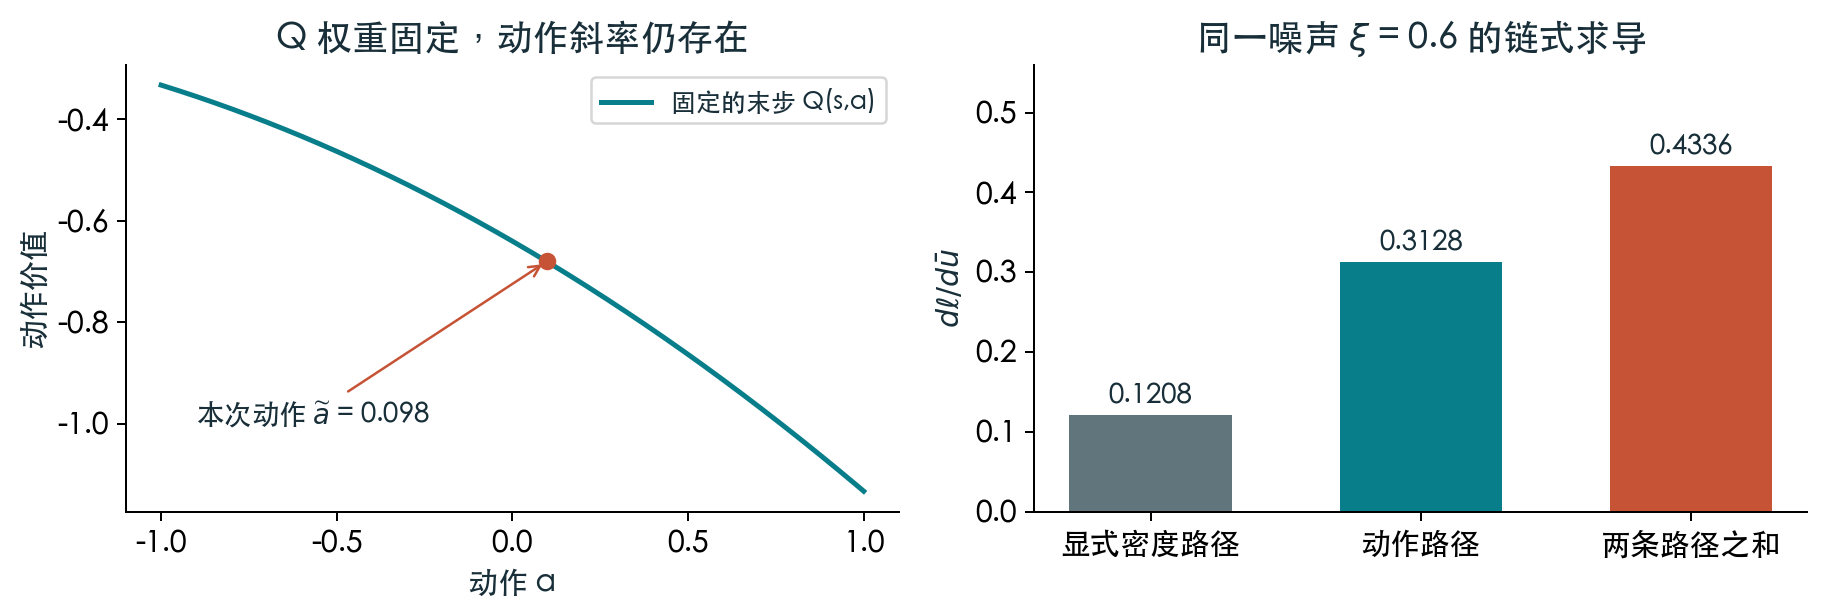 Q 权重固定，动作斜率仍存在
固定的末步 Q(s,a)
动作价值
-0.4
-0.6
-0.8
-1.0
本次动作 ã = 0.098
-1.0 -0.5 0.0 0.5 1.0
动作 a
同一噪声 ξ = 0.6 的链式求导
dℓ/dū
0.5
0.4
0.3
0.2
0.1
0.0
0.1208
0.3128
0.4336
显式密度路径 动作路径 两条路径之和